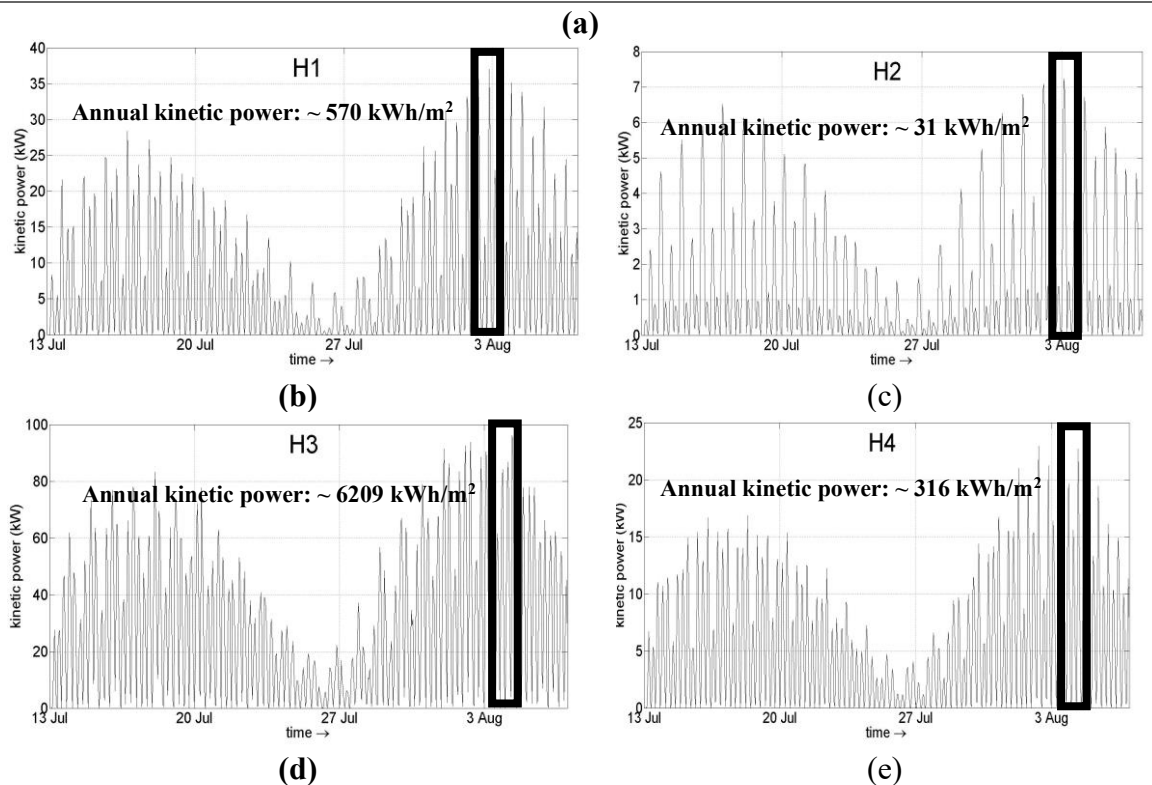 (a)
H1
Annual kinetic power: ~ 570 kWh/m²
kinetic power (kW)
40
35
30
25
20
15
10
5
0
13 Jul 20 Jul 27 Jul 3 Aug
time →
(b)
H2
Annual kinetic power: ~ 31 kWh/m²
kinetic power (kW)
8
7
6
5
4
3
2
1
0
13 Jul 20 Jul 27 Jul 3 Aug
time →
(c)
H3
Annual kinetic power: ~ 6209 kWh/m²
kinetic power (kW)
100
80
60
40
20
0
13 Jul 20 Jul 27 Jul 3 Aug
time →
(d)
H4
Annual kinetic power: ~ 316 kWh/m²
kinetic power (kW)
25
20
15
10
5
0
13 Jul 20 Jul 27 Jul 3 Aug
time →
(e)